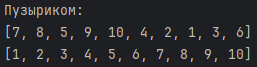 Пузыриком:
[7, 8, 5, 9, 10, 4, 2, 1, 3, 6]
[1, 2, 3, 4, 5, 6, 7, 8, 9, 10]